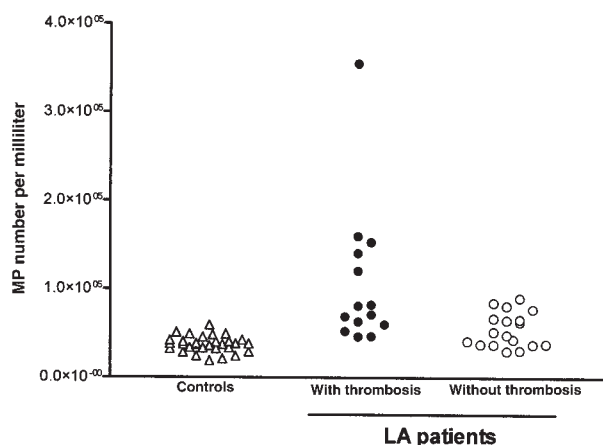 4.0×10⁰⁵
3.0×10⁰⁵
2.0×10⁰⁵
1.0×10⁰⁵
0.0×10⁻⁰⁰
MP number per milliliter
Controls
With thrombosis
Without thrombosis
LA patients